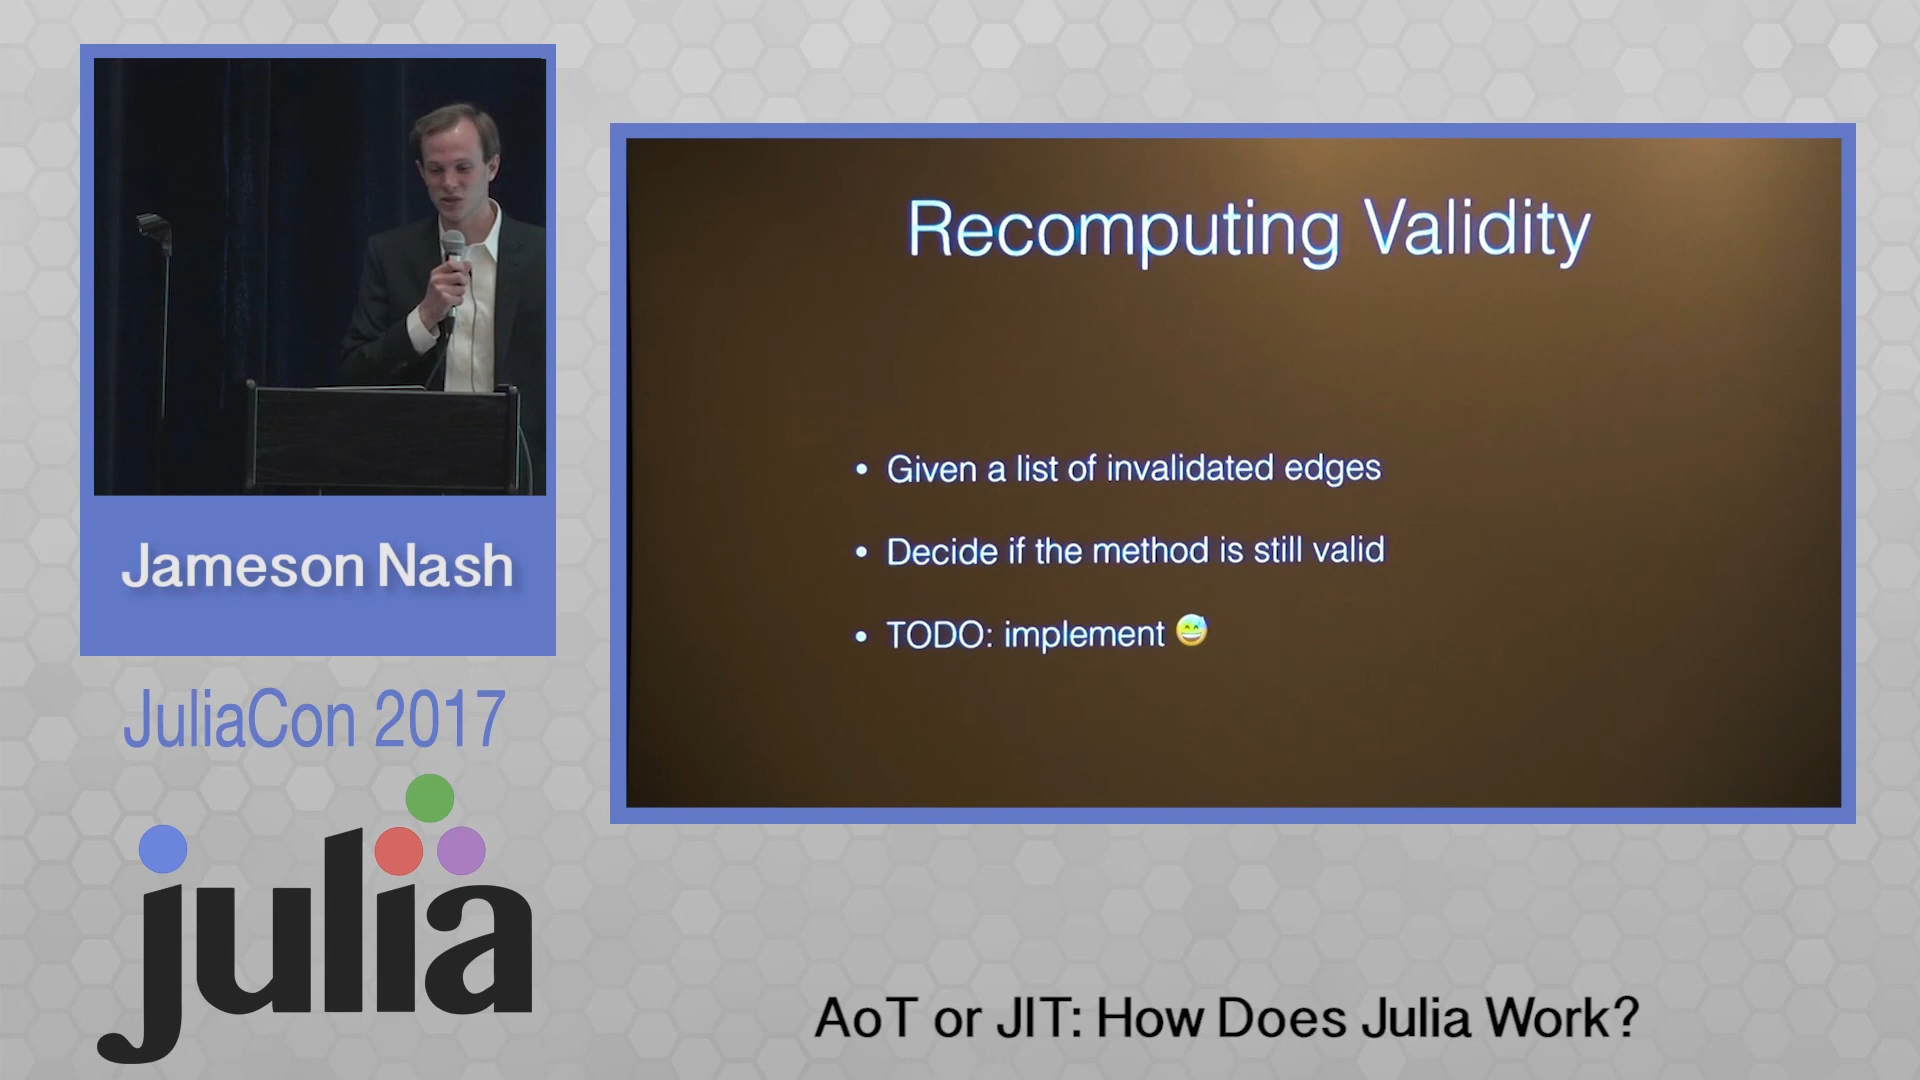 Jameson Nash
JuliaCon 2017
julia
Recomputing Validity
• Given a list of invalidated edges
• Decide if the method is still valid
• TODO: implement 😅
AoT or JIT: How Does Julia Work?